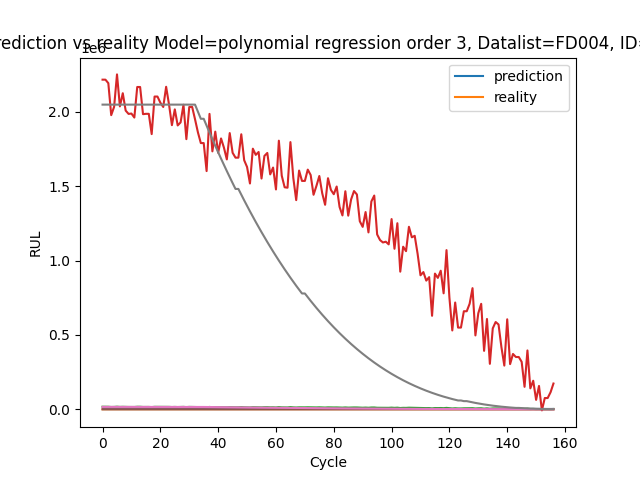 rediction vs reality Model=polynomial regression order 3, Datalist=FD004, ID=
1e6
prediction
reality
2.0
1.5
1.0
0.5
0.0
RUL
0 20 40 60 80 100 120 140 160
Cycle